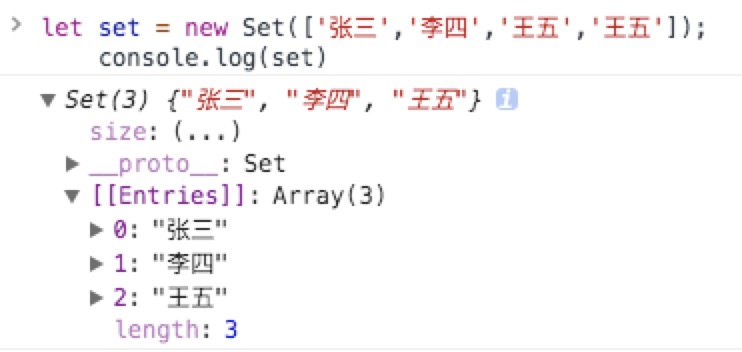 > let set = new Set(['张三','李四','王五','王五']);
console.log(set)
▼ Set(3) {"张三", "李四", "王五"} i
size: (...)
▶ __proto__: Set
▼ [[Entries]]: Array(3)
▶ 0: "张三"
▶ 1: "李四"
▶ 2: "王五"
length: 3